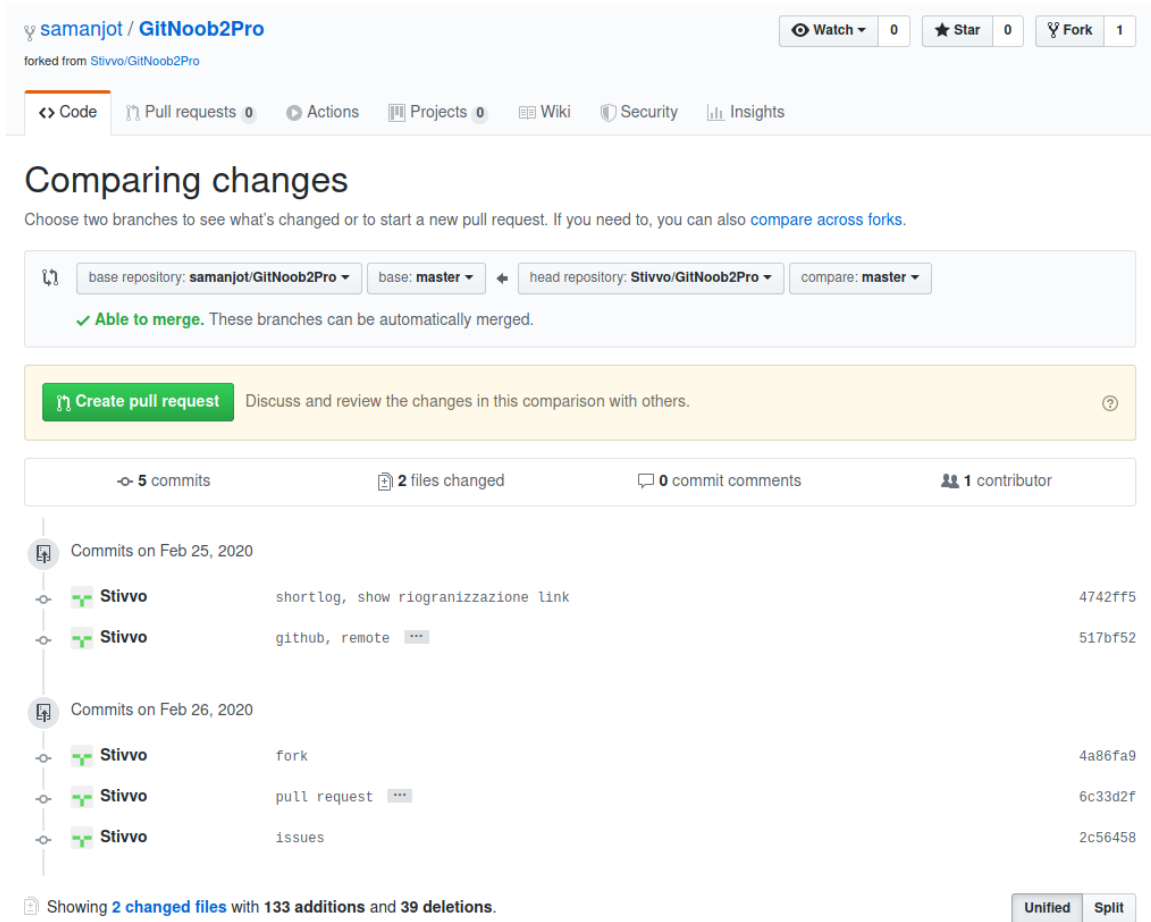 samanjot / GitNoob2Pro
Watch 0 Star 0 Fork 1
forked from Stivvo/GitNoob2Pro
Code Pull requests 0 Actions Projects 0 Wiki Security Insights
Comparing changes
Choose two branches to see what's changed or to start a new pull request. If you need to, you can also compare across forks.
base repository: samanjot/GitNoob2Pro base: master head repository: Stivvo/GitNoob2Pro compare: master
Able to merge. These branches can be automatically merged.
Create pull request Discuss and review the changes in this comparison with others.
5 commits 2 files changed 0 commit comments 1 contributor
Commits on Feb 25, 2020
Stivvo shortlog, show riogranizzazione link 4742ff5
Stivvo github, remote ... 517bf52
Commits on Feb 26, 2020
Stivvo fork 4a86fa9
Stivvo pull request ... 6c33d2f
Stivvo issues 2c56458
Showing 2 changed files with 133 additions and 39 deletions. Unified Split